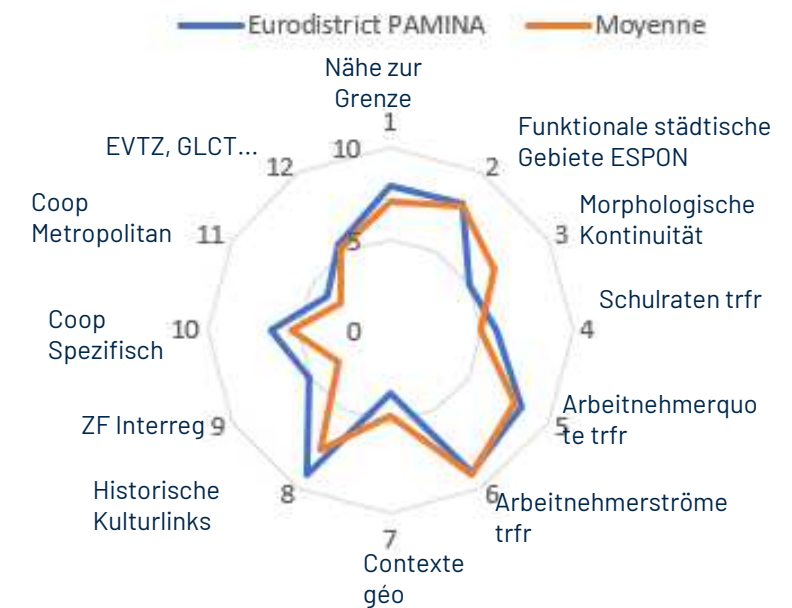 Eurodistrict PAMINA
Moyenne
Nähe zur
Grenze
1
10
5
0
2
Funktionale städtische
Gebiete ESPON
3
Morphologische
Kontinuität
4
Schulraten trfr
5
Arbeitnehmerquo
te trfr
6
Arbeitnehmerströme
trfr
7
Contexte
géo
8
Historische
Kulturlinks
9
ZF Interreg
10
Coop
Spezifisch
11
Coop
Metropolitan
12
EVTZ, GLCT...